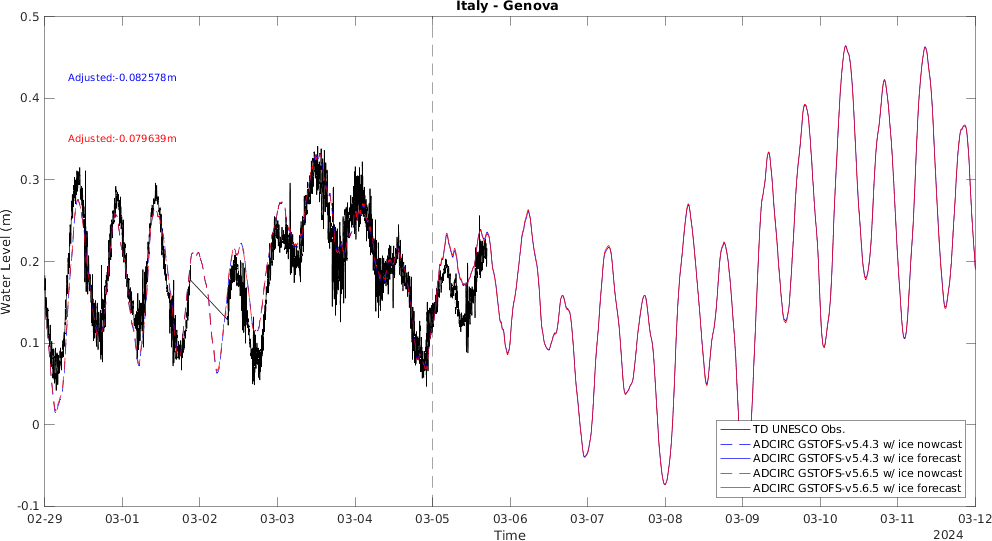 Italy - Genova
Adjusted:-0.082578m
Adjusted:-0.079639m
Water Level (m)
0.5
0.4
0.3
0.2
0.1
0
-0.1
02-29
03-01
03-02
03-03
03-04
03-05
03-06
03-07
03-08
03-09
03-10
03-11
03-12
Time
2024
TD UNESCO Obs.
ADCIRC GSTOFS-v5.4.3 w/ ice nowcast
ADCIRC GSTOFS-v5.4.3 w/ ice forecast
ADCIRC GSTOFS-v5.6.5 w/ ice nowcast
ADCIRC GSTOFS-v5.6.5 w/ ice forecast